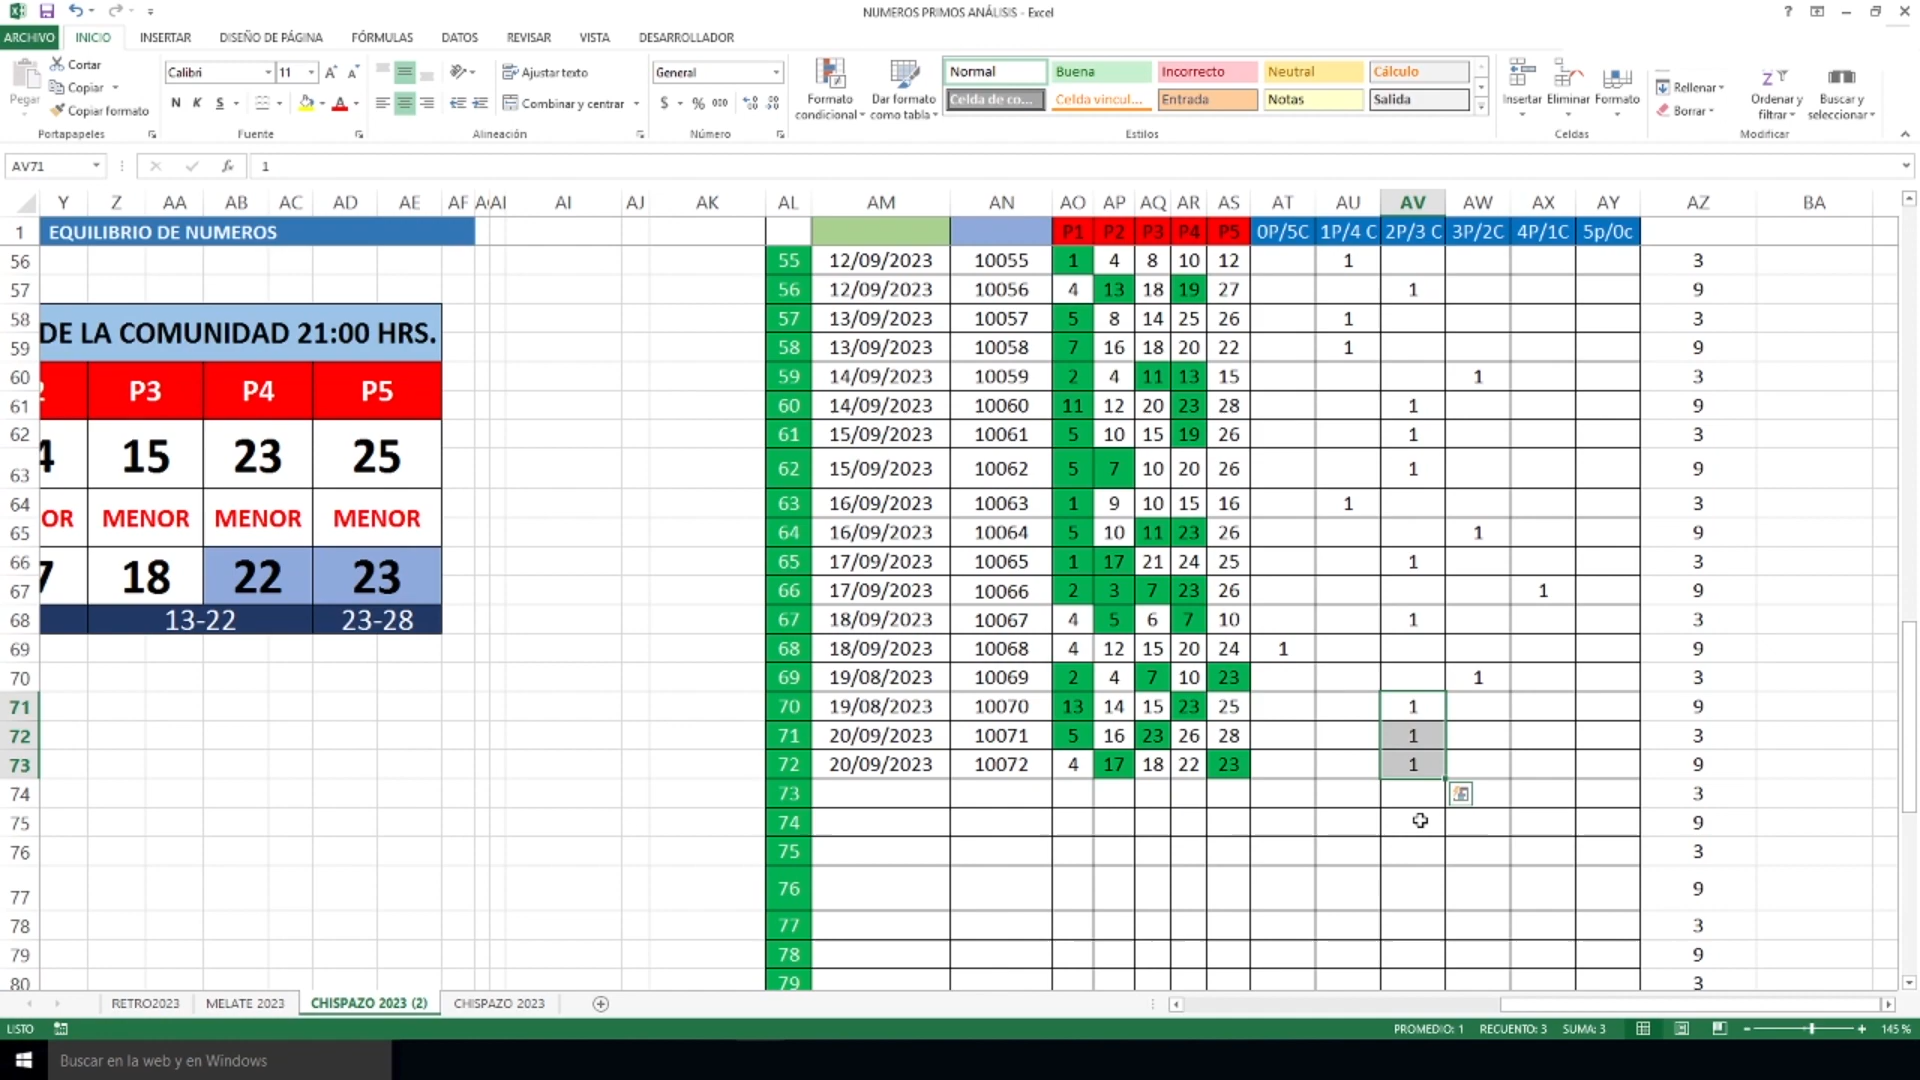 NUMEROS PRIMOS ANÁLISIS - Excel
ARCHIVO INICIO INSERTAR DISEÑO DE PÁGINA FÓRMULAS DATOS REVISAR VISTA DESARROLLADOR
Pegar
Cortar
Copiar
Copiar formato
Portapapeles
Calibri 11
N K S
Fuente
Ajustar texto
Combinar y centrar
Alineación
General
$ % 000
Número
Formato condicional
Dar formato como tabla
Normal Buena Incorrecto Neutral Cálculo
Celda de co... Celda vincul... Entrada Notas Salida
Estilos
Insertar Eliminar Formato
Celdas
Rellenar
Borrar
Ordenar y filtrar
Buscar y seleccionar
Modificar
AV71 fx 1
Y Z AA AB AC AD AE AF AI AI AJ AK AL AM AN AO AP AQ AR AS AT AU AV AW AX AY AZ BA
1 EQUILIBRIO DE NUMEROS P1 P2 P3 P4 P5 0P/5C 1P/4 C 2P/3 C 3P/2C 4P/1C 5p/0c
56 55 12/09/2023 10055 1 4 8 10 12 1 3
57 56 12/09/2023 10056 4 13 18 19 27 1 9
58 57 13/09/2023 10057 5 8 14 25 26 1 3
DE LA COMUNIDAD 21:00 HRS.
59 58 13/09/2023 10058 7 16 18 20 22 1 9
60 59 14/09/2023 10059 2 4 11 13 15 1 3
P3 P4 P5
61 60 14/09/2023 10060 11 12 20 23 28 1 9
62 61 15/09/2023 10061 5 10 15 19 26 1 3
4 15 23 25
63 62 15/09/2023 10062 5 7 10 20 26 1 9
64 63 16/09/2023 10063 1 9 10 15 16 1 3
OR MENOR MENOR MENOR
65 64 16/09/2023 10064 5 10 11 23 26 1 9
66 65 17/09/2023 10065 1 17 21 24 25 1 3
7 18 22 23
67 66 17/09/2023 10066 2 3 7 23 26 1 9
68 13-22 23-28 67 18/09/2023 10067 4 5 6 7 10 1 3
69 68 18/09/2023 10068 4 12 15 20 24 1 9
70 69 19/08/2023 10069 2 4 7 10 23 1 3
71 70 19/08/2023 10070 13 14 15 23 25 1 9
72 71 20/09/2023 10071 5 16 23 26 28 1 3
73 72 20/09/2023 10072 4 17 18 22 23 1 9
74 73 3
75 74 9
76 75 3
77 76 9
78 77 3
79 78 9
80 79 3
RETRO2023 MELATE 2023 CHISPAZO 2023 (2) CHISPAZO 2023
LISTO PROMEDIO: 1 RECUENTO: 3 SUMA: 3 145 %
Buscar en la web y en Windows